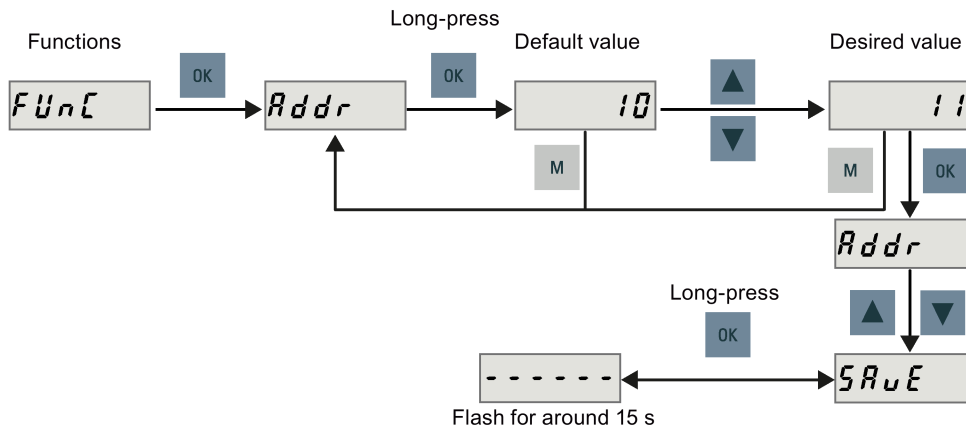 Long-press
Functions
Default value
Desired value
OK
OK
FUnC
Addr
10
11
M
M
OK
Addr
Long-press
OK
SAvE
------
Flash for around 15 s